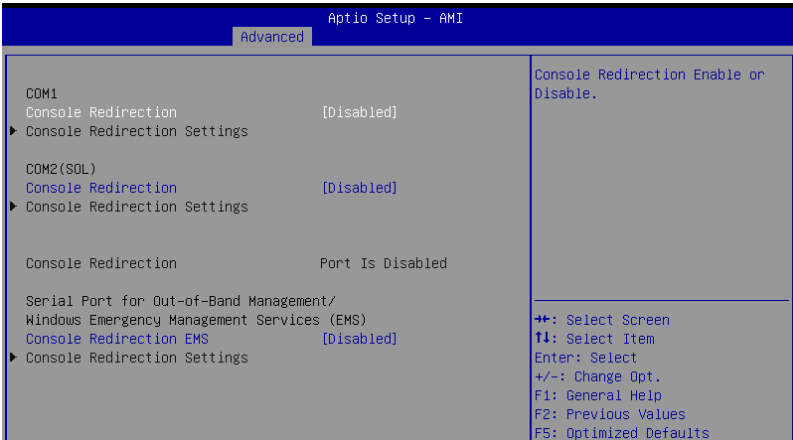 Aptio Setup – AMI
Advanced
COM1
Console Redirection [Disabled]
Console Redirection Settings
COM2(SOL)
Console Redirection [Disabled]
Console Redirection Settings
Console Redirection Port Is Disabled
Serial Port for Out-of-Band Management/
Windows Emergency Management Services (EMS)
Console Redirection EMS [Disabled]
Console Redirection Settings
Console Redirection Enable or
Disable.
→←: Select Screen
↑↓: Select Item
Enter: Select
+/-: Change Opt.
F1: General Help
F2: Previous Values
F5: Optimized Defaults